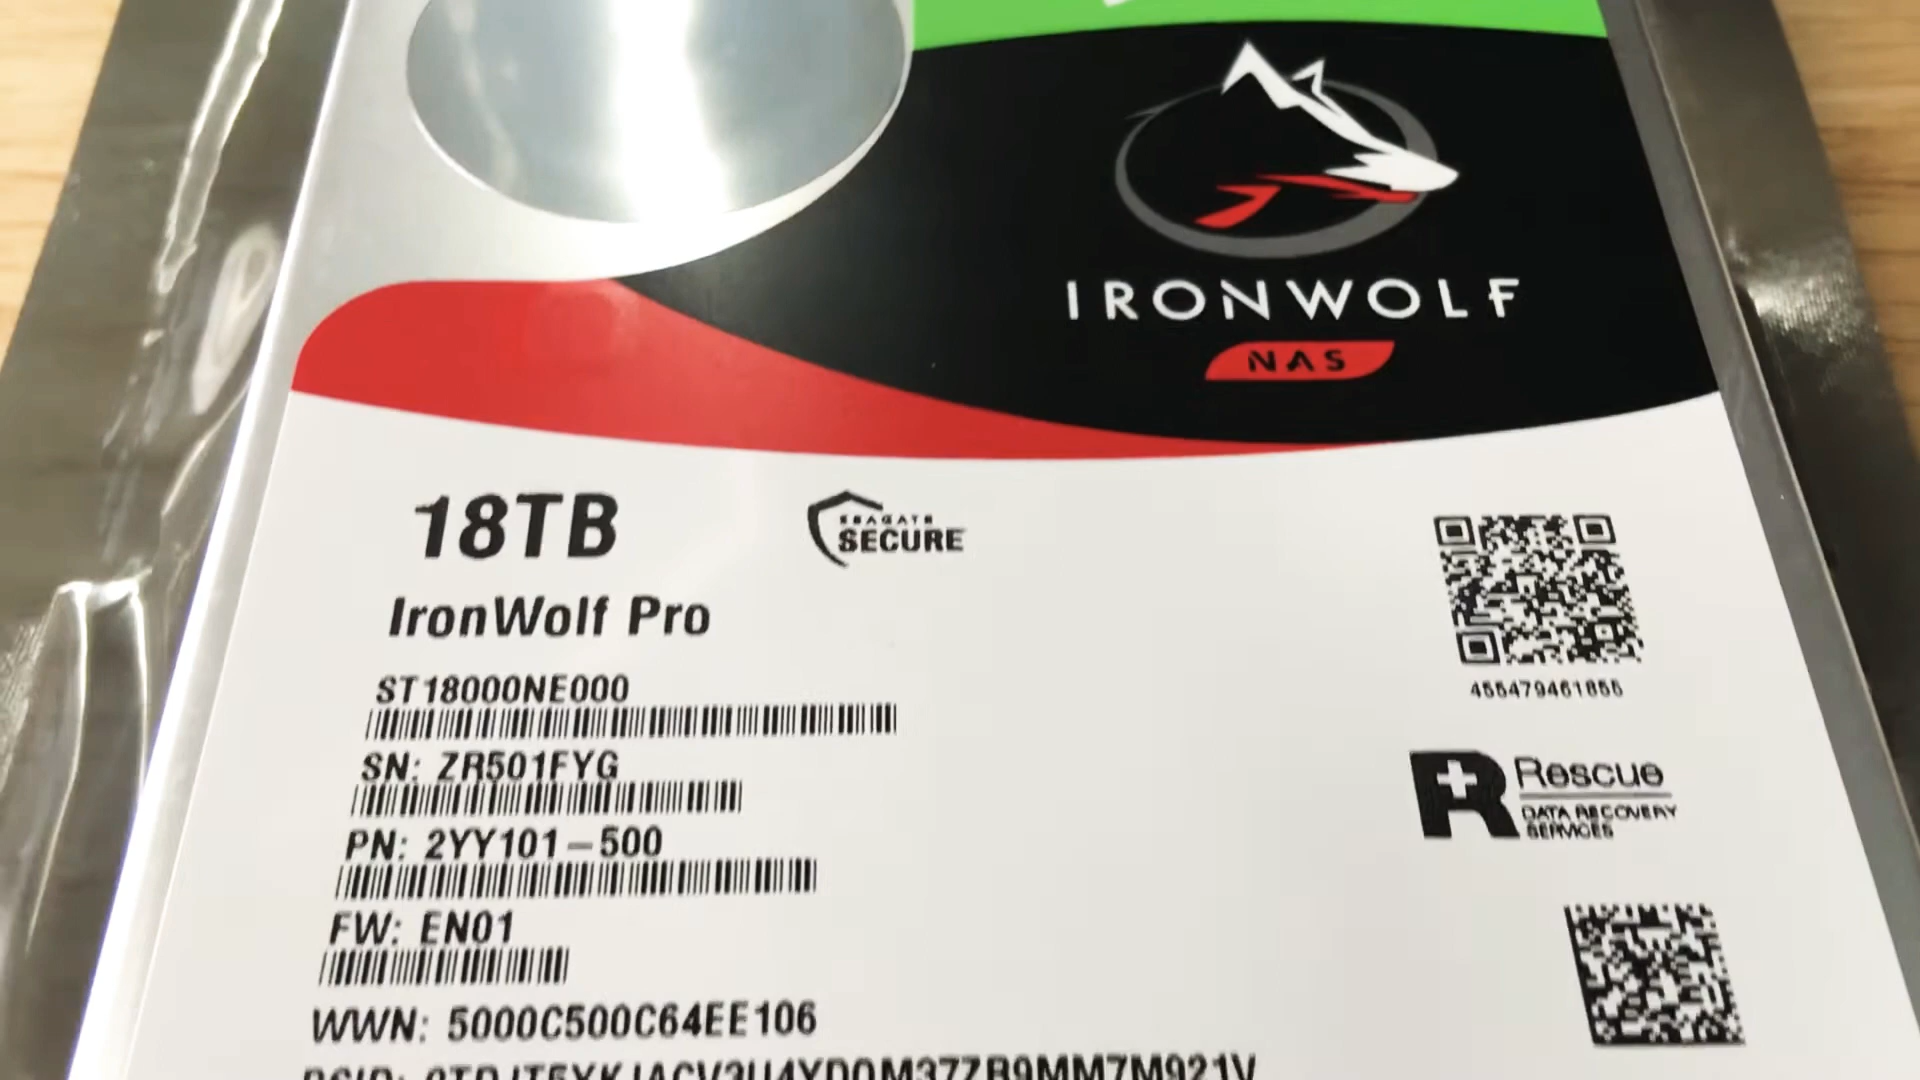 IRONWOLF
NAS
18TB
SEAGATE
SECURE
IronWolf Pro
ST18000NE000
455479461855
SN: ZR501FYG
Rescue
DATA RECOVERY
SERVICES
PN: 2YY101-500
FW: EN01
WWN: 5000C500C64EE106